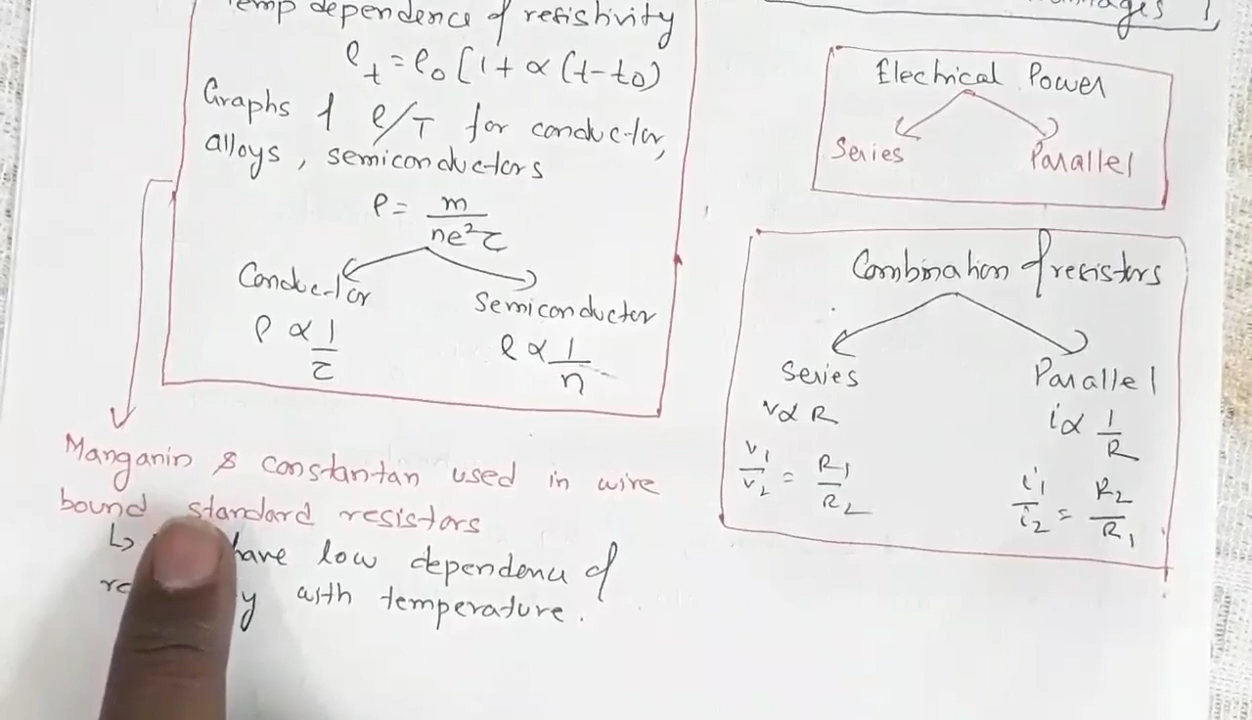 Temp dependence of resistivity
ρt = ρ0 [1 + α (t - t0)
Graphs of ρ/T for conductor,
alloys, semiconductors
ρ = m / ne²τ
Conductor
Semiconductor
ρ ∝ 1/τ
ρ ∝ 1/n
Manganin & constantan used in wire
bound standard resistors
have low dependence of
with temperature.
Electrical Power
Series
Parallel
Combination of resistors
Series
Parallel
V ∝ R
i ∝ 1/R
V1/V2 = R1/R2
i1/i2 = R2/R1